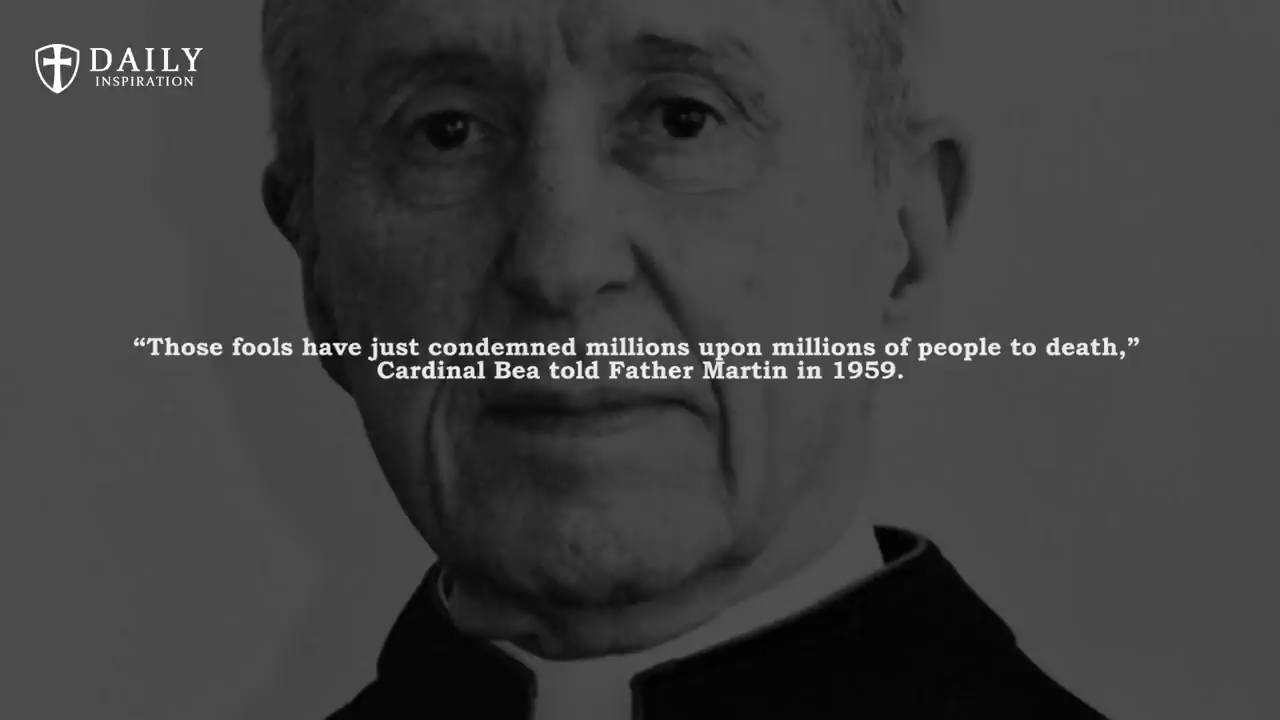 DAILY
INSPIRATION
“Those fools have just condemned millions upon millions of people to death,”
Cardinal Bea told Father Martin in 1959.